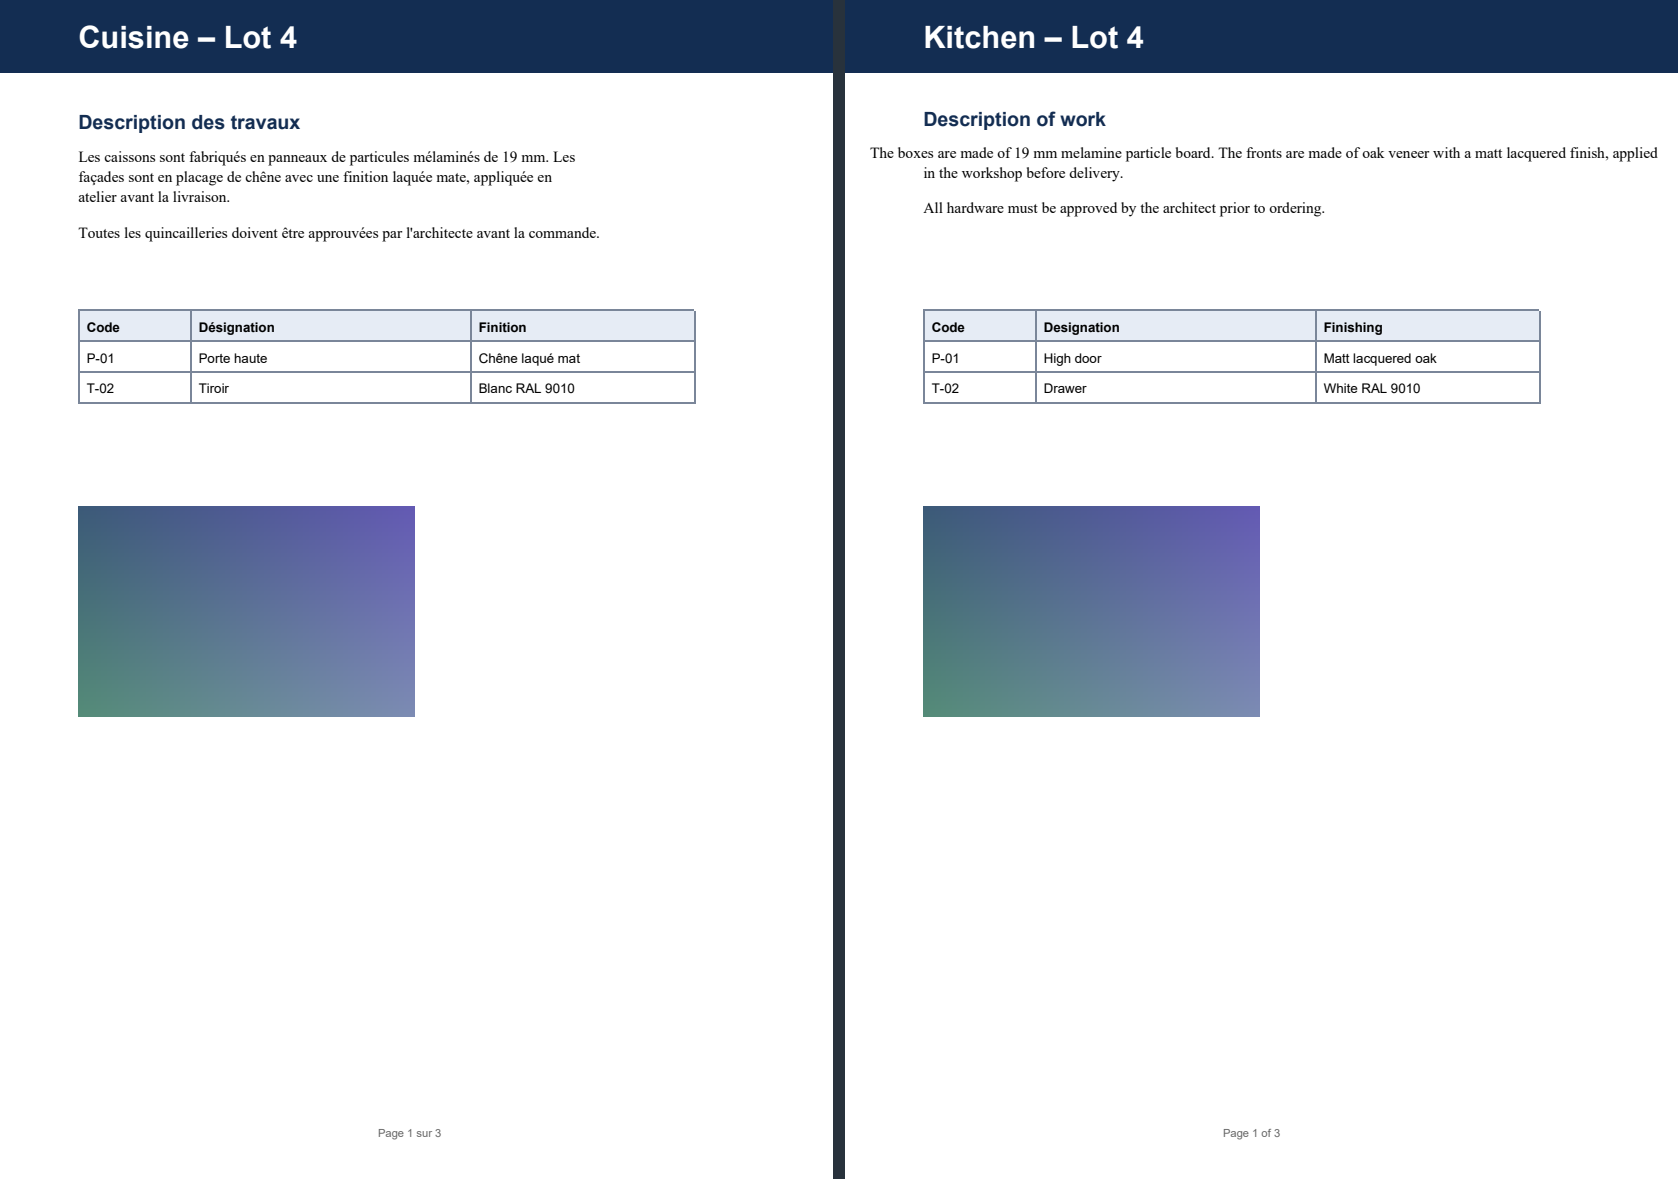 Cuisine – Lot 4
Description des travaux
Les caissons sont fabriqués en panneaux de particules mélaminés de 19 mm. Les
façades sont en placage de chêne avec une finition laquée mate, appliquée en
atelier avant la livraison.
Toutes les quincailleries doivent être approuvées par l'architecte avant la commande.
Code Désignation Finition
P-01 Porte haute Chêne laqué mat
T-02 Tiroir Blanc RAL 9010
Page 1 sur 3
Kitchen – Lot 4
Description of work
The boxes are made of 19 mm melamine particle board. The fronts are made of oak veneer with a matt lacquered finish, applied
in the workshop before delivery.
All hardware must be approved by the architect prior to ordering.
Code Designation Finishing
P-01 High door Matt lacquered oak
T-02 Drawer White RAL 9010
Page 1 of 3